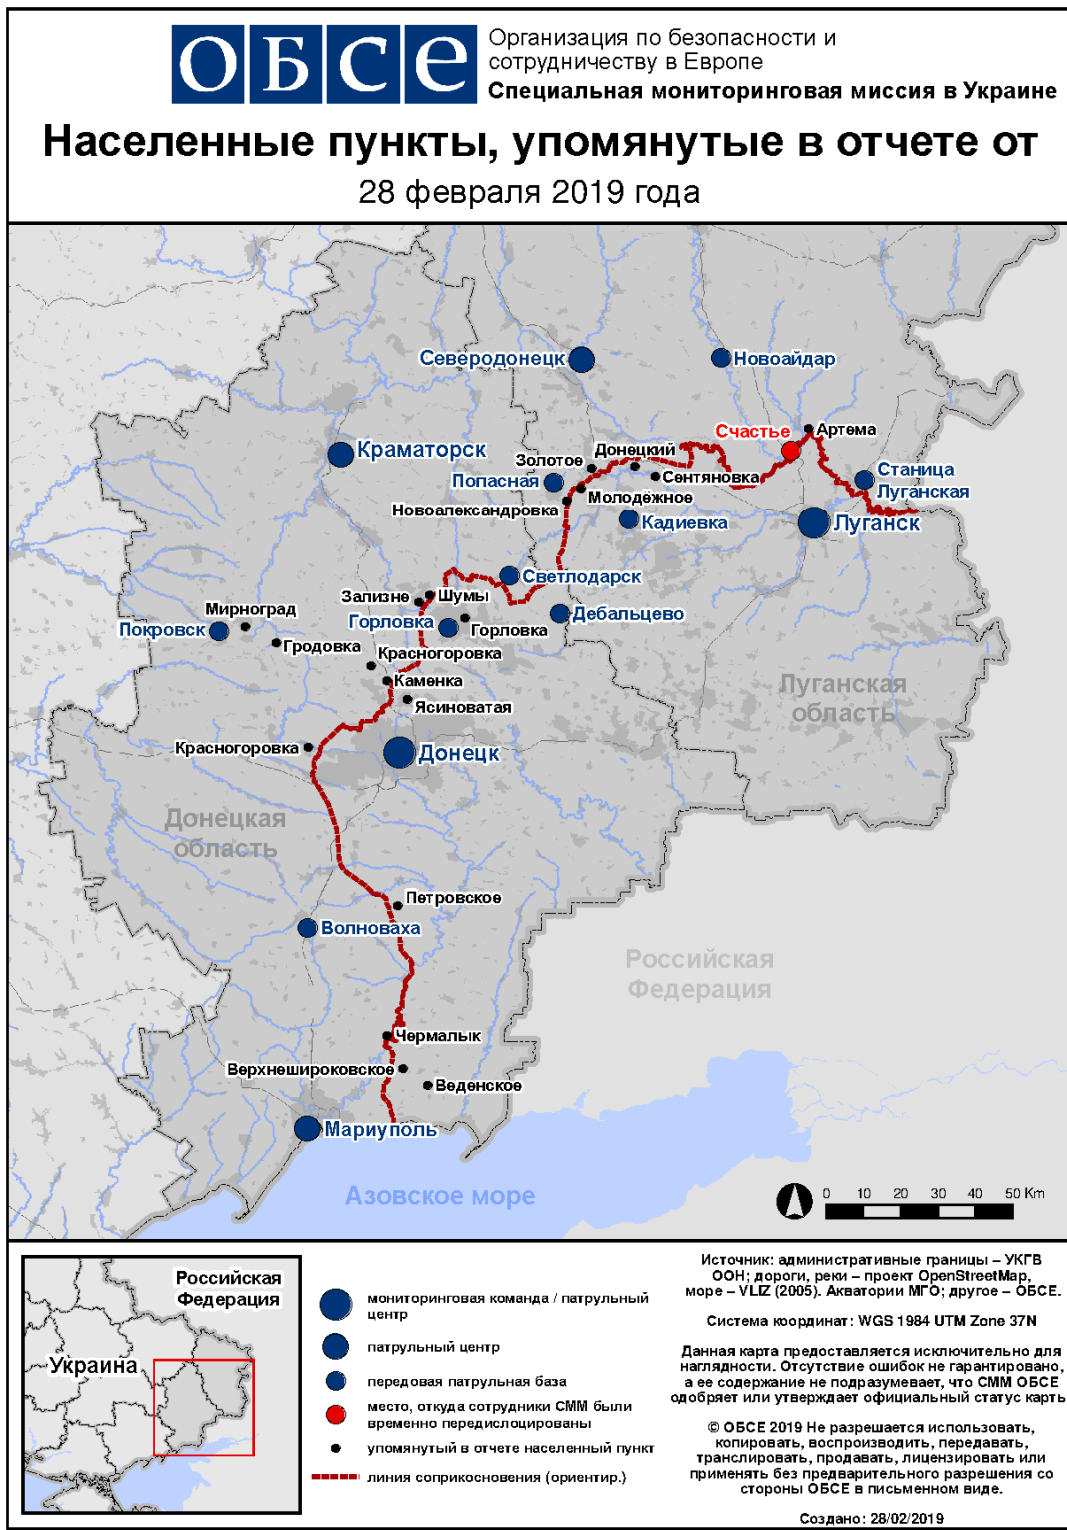 ОБСЕ
Организация по безопасности и
сотрудничеству в Европе
Специальная мониторинговая миссия в Украине
Населенные пункты, упомянутые в отчете от
28 февраля 2019 года
Северодонецк
Новоайдар
Счастье
Артема
Краматорск
Золотое
Донецкий
Попасная
Сентяновка
Станица
Луганская
Молодёжное
Новоалександровка
Кадиевка
Луганск
Светлодарск
Зализне
Шумы
Мирноград
Покровск
Горловка
Горловка
Дебальцево
Гродовка
Красногоровка
Каменка
Ясиноватая
Луганская
область
Красногоровка
Донецк
Донецкая
область
Петровское
Волноваха
Российская
Федерация
Чермалык
Верхнешироковское
Веденское
Мариуполь
Азовское море
0 10 20 30 40 50 Km
Российская
Федерация
Украина
мониторинговая команда / патрульный
центр
патрульный центр
передовая патрульная база
место, откуда сотрудники СММ были
временно передислоцированы
упомянутый в отчете населенный пункт
линия соприкосновения (ориентир.)
Источник: административные границы – УКГВ
ООН; дороги, реки – проект OpenStreetMap,
море – VLIZ (2005). Акватории МГО; другое – ОБСЕ.
Система координат: WGS 1984 UTM Zone 37N
Данная карта предоставляется исключительно для
наглядности. Отсутствие ошибок не гарантировано,
а ее содержание не подразумевает, что СММ ОБСЕ
одобряет или утверждает официальный статус карты
© ОБСЕ 2019 Не разрешается использовать,
копировать, воспроизводить, передавать,
транслировать, продавать, лицензировать или
применять без предварительного разрешения со
стороны ОБСЕ в письменном виде.
Создано: 28/02/2019